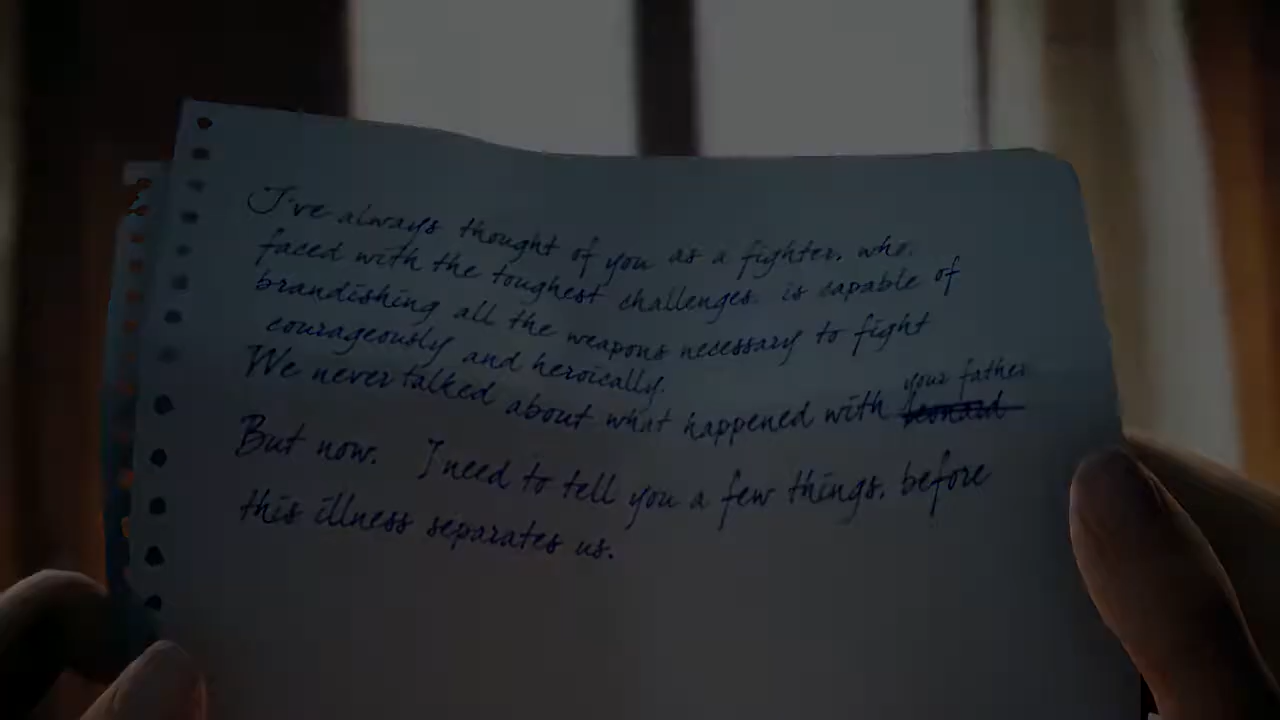 I've always thought of you as a fighter, who,
faced with the toughest challenges, is capable of
brandishing all the weapons necessary to fight
courageously and heroically.
We never talked about what happened with leonard your father
But now, I need to tell you a few things, before
this illness separates us.